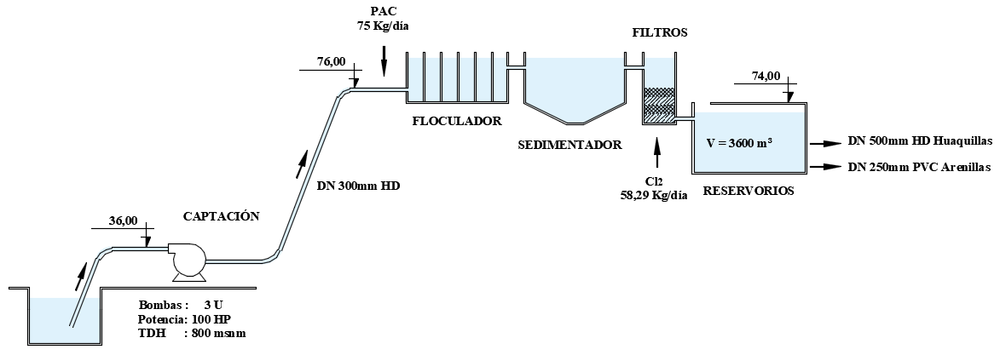 PAC
75 Kg/día
76,00
FLOCULADOR
SEDIMENTADOR
FILTROS
Cl2
58,29 Kg/día
74,00
V = 3600 m³
RESERVORIOS
DN 500mm HD Huaquillas
DN 250mm PVC Arenillas
DN 300mm HD
CAPTACIÓN
36,00
Bombas : 3 U
Potencia: 100 HP
TDH : 800 msnm